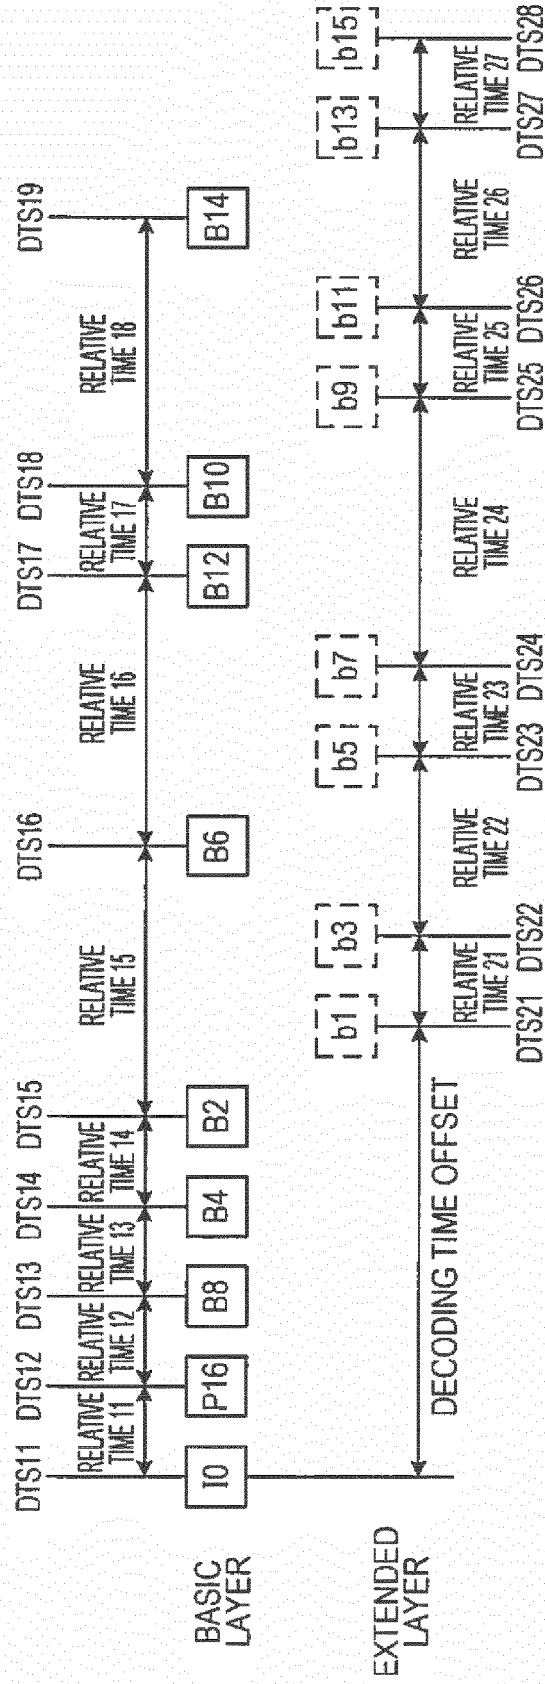 DTS11 DTS12 DTS13 DTS14 DTS15 DTS16 DTS17 DTS18 DTS19
RELATIVE
TIME 11
RELATIVE
TIME 12
RELATIVE
TIME 13
RELATIVE
TIME 14
RELATIVE
TIME 15
RELATIVE
TIME 16
RELATIVE
TIME 17
RELATIVE
TIME 18
BASIC
LAYER
I0 P16 B8 B4 B2 B6 B12 B10 B14
EXTENDED
LAYER
b1 b3 b5 b7 b9 b11 b13 b15
DECODING TIME OFFSET
RELATIVE
TIME 21
RELATIVE
TIME 22
RELATIVE
TIME 23
RELATIVE
TIME 24
RELATIVE
TIME 25
RELATIVE
TIME 26
RELATIVE
TIME 27
DTS21 DTS22 DTS23 DTS24 DTS25 DTS26 DTS27 DTS28